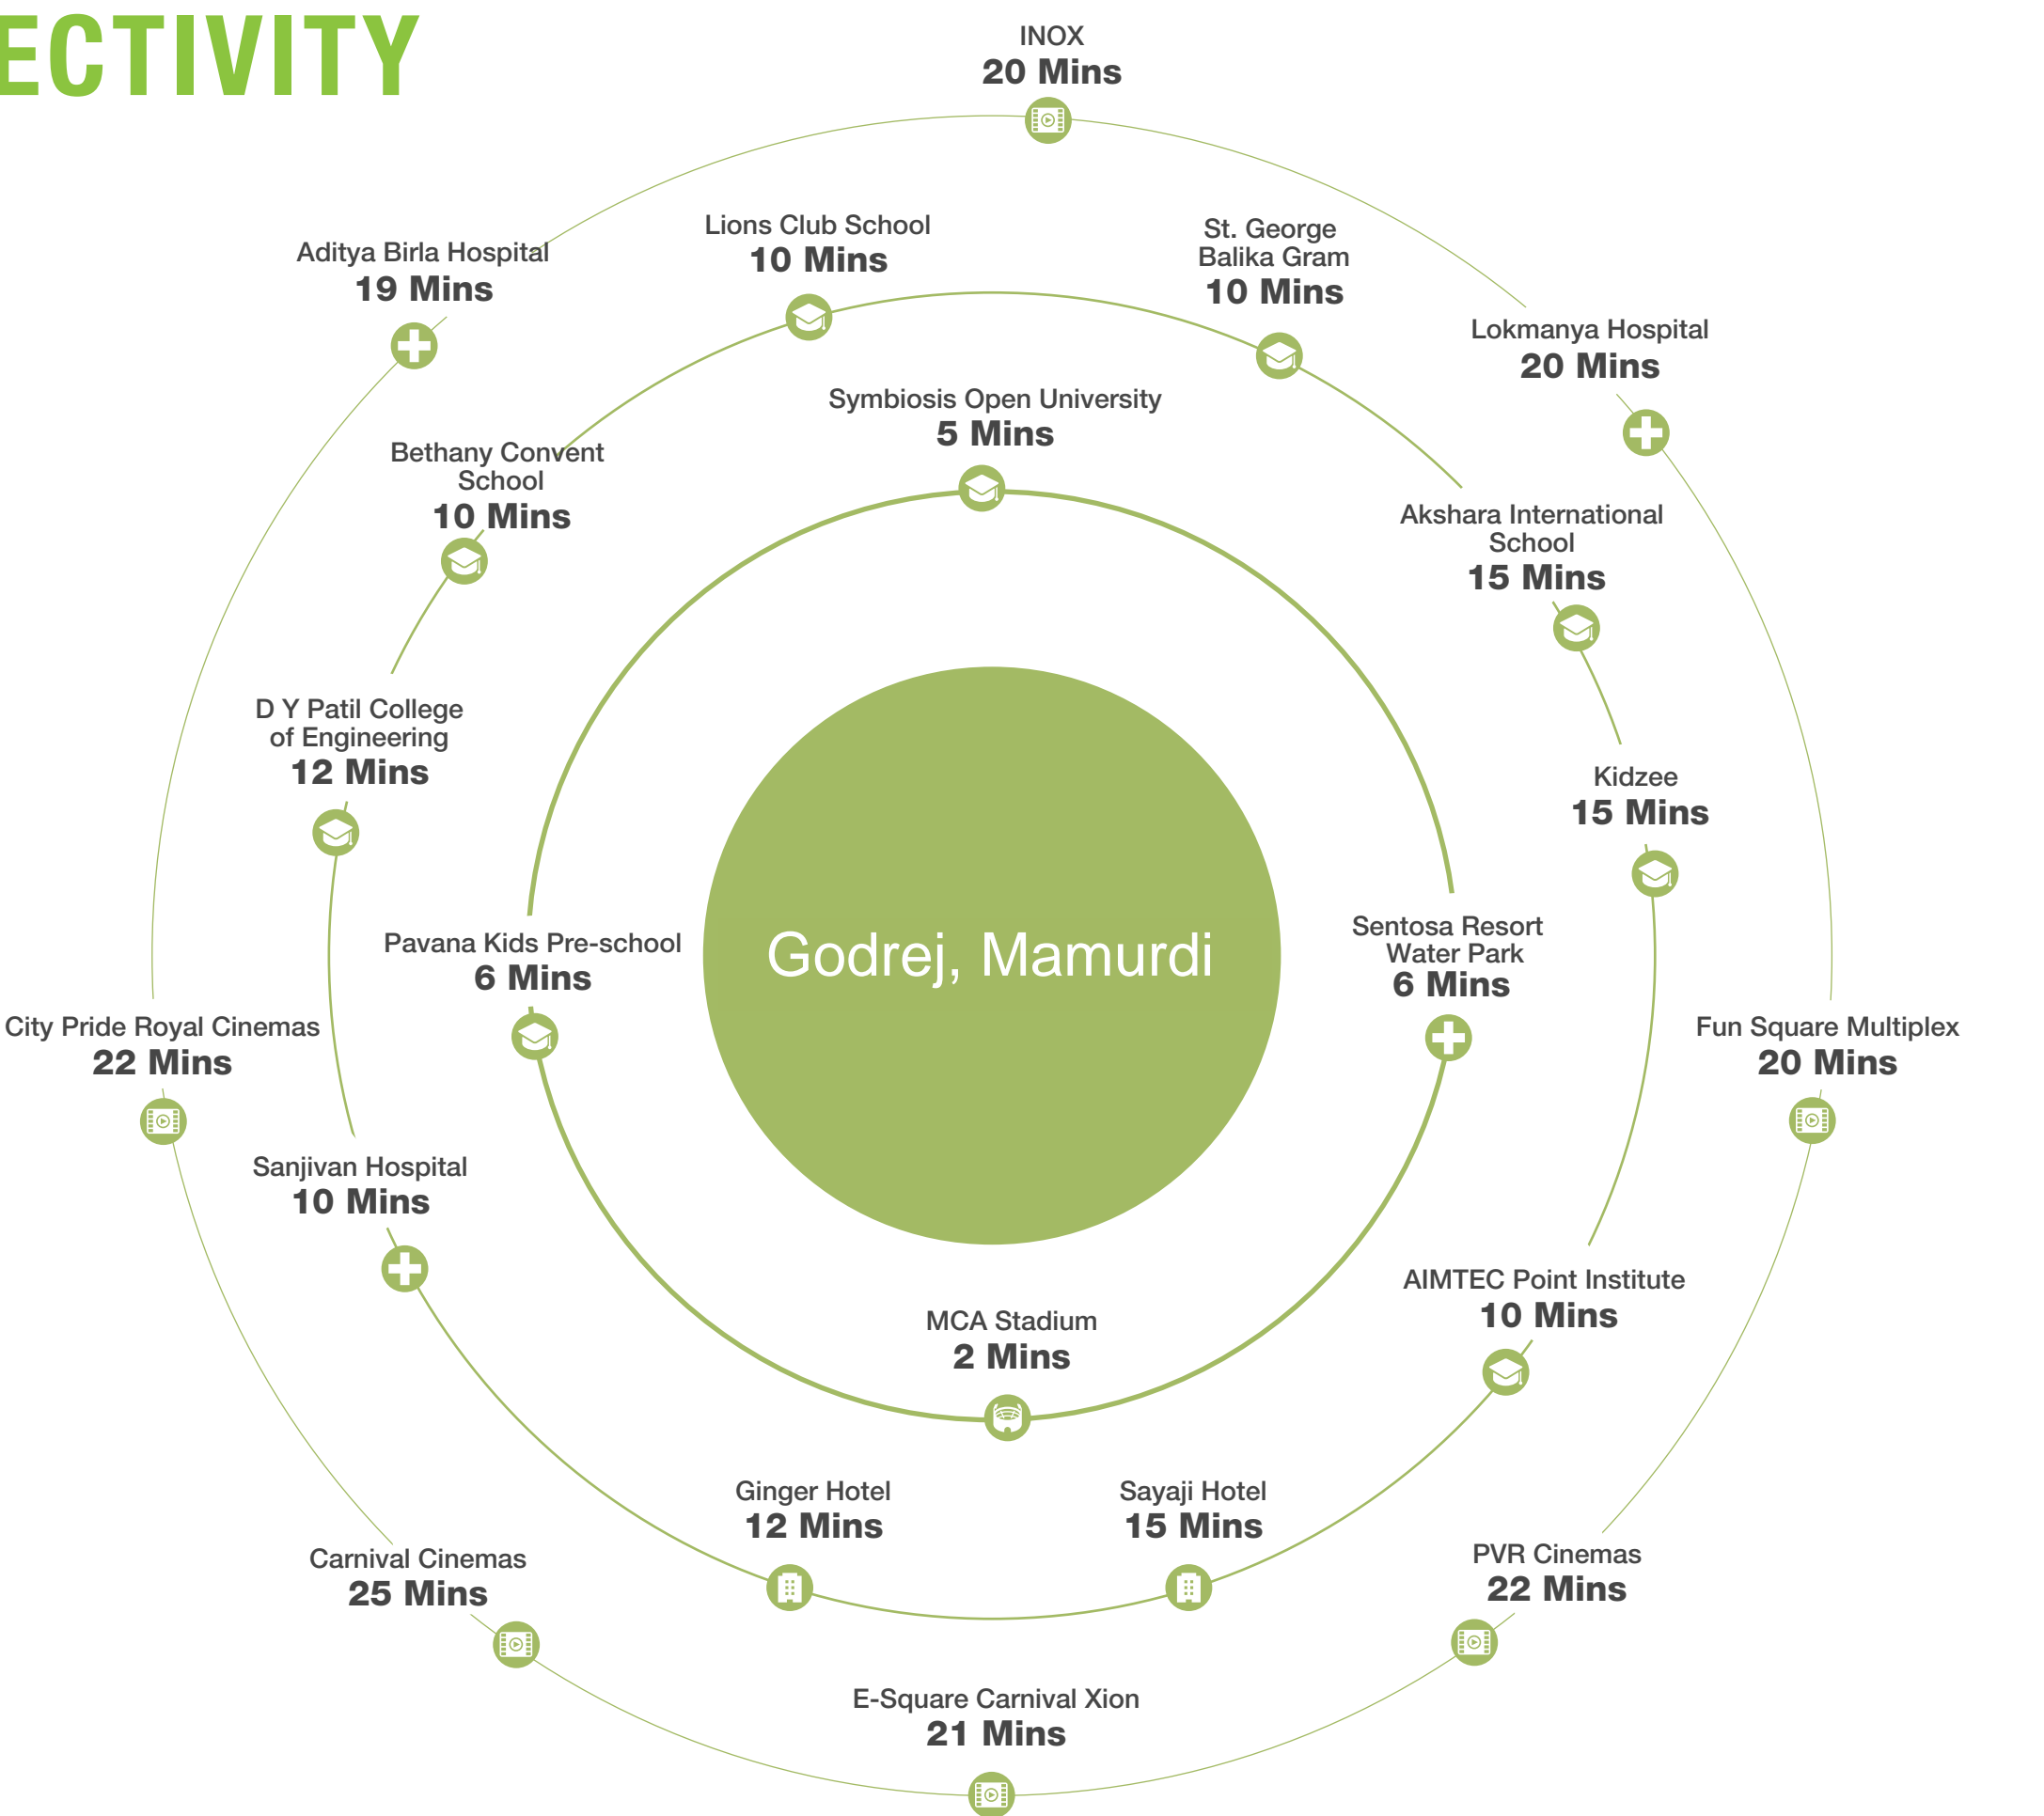 ECTIVITY
INOX
20 Mins
Lions Club School
10 Mins
St. George
Balika Gram
10 Mins
Aditya Birla Hospital
19 Mins
Lokmanya Hospital
20 Mins
Symbiosis Open University
5 Mins
Bethany Convent
School
10 Mins
Akshara International
School
15 Mins
D Y Patil College
of Engineering
12 Mins
Kidzee
15 Mins
Pavana Kids Pre-school
6 Mins
Godrej, Mamurdi
Sentosa Resort
Water Park
6 Mins
City Pride Royal Cinemas
22 Mins
Fun Square Multiplex
20 Mins
Sanjivan Hospital
10 Mins
AIMTEC Point Institute
10 Mins
MCA Stadium
2 Mins
Ginger Hotel
12 Mins
Sayaji Hotel
15 Mins
Carnival Cinemas
25 Mins
PVR Cinemas
22 Mins
E-Square Carnival Xion
21 Mins